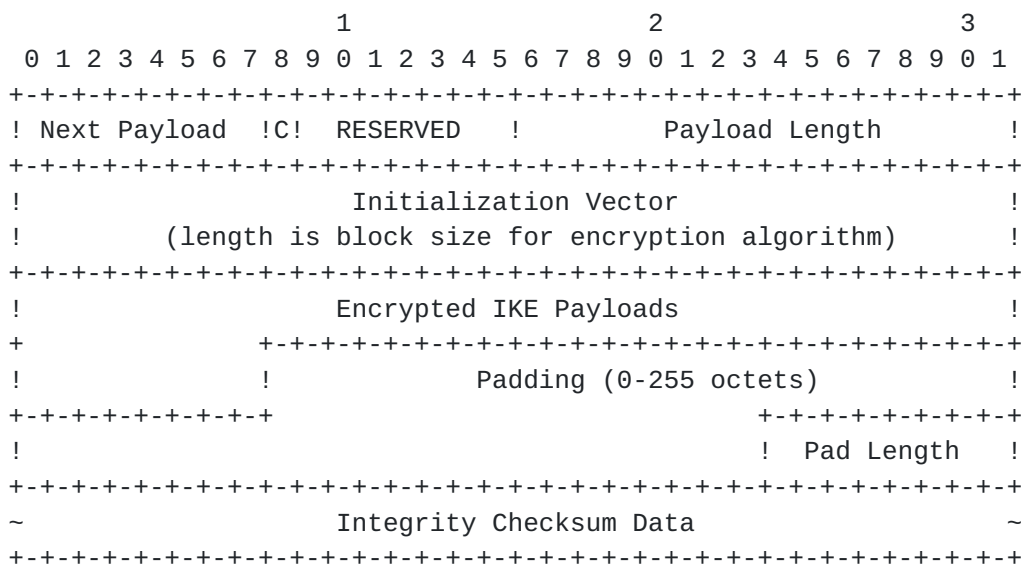 1                   2                   3
 0 1 2 3 4 5 6 7 8 9 0 1 2 3 4 5 6 7 8 9 0 1 2 3 4 5 6 7 8 9 0 1
+-+-+-+-+-+-+-+-+-+-+-+-+-+-+-+-+-+-+-+-+-+-+-+-+-+-+-+-+-+-+-+-+
! Next Payload  !C!  RESERVED   !         Payload Length        !
+-+-+-+-+-+-+-+-+-+-+-+-+-+-+-+-+-+-+-+-+-+-+-+-+-+-+-+-+-+-+-+-+
!                     Initialization Vector                     !
!         (length is block size for encryption algorithm)       !
+-+-+-+-+-+-+-+-+-+-+-+-+-+-+-+-+-+-+-+-+-+-+-+-+-+-+-+-+-+-+-+-+
!                    Encrypted IKE Payloads                     !
+               +-+-+-+-+-+-+-+-+-+-+-+-+-+-+-+-+-+-+-+-+-+-+-+-+
!               !             Padding (0-255 octets)            !
+-+-+-+-+-+-+-+-+                               +-+-+-+-+-+-+-+-+
!                                               !  Pad Length   !
+-+-+-+-+-+-+-+-+-+-+-+-+-+-+-+-+-+-+-+-+-+-+-+-+-+-+-+-+-+-+-+-+
~                    Integrity Checksum Data                    ~
+-+-+-+-+-+-+-+-+-+-+-+-+-+-+-+-+-+-+-+-+-+-+-+-+-+-+-+-+-+-+-+-+